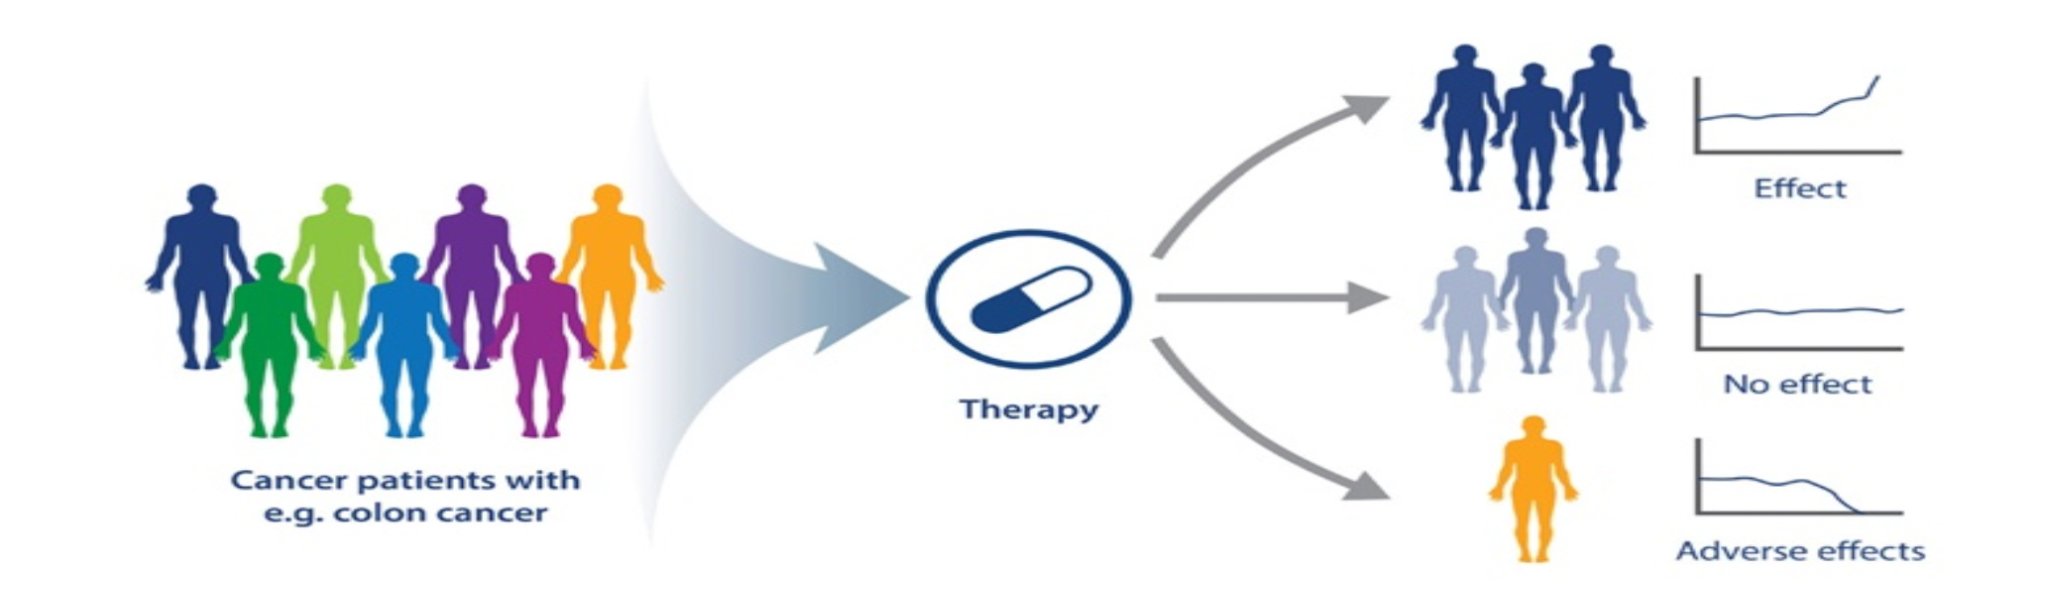 Cancer patients with
e.g. colon cancer
Therapy
Effect
No effect
Adverse effects